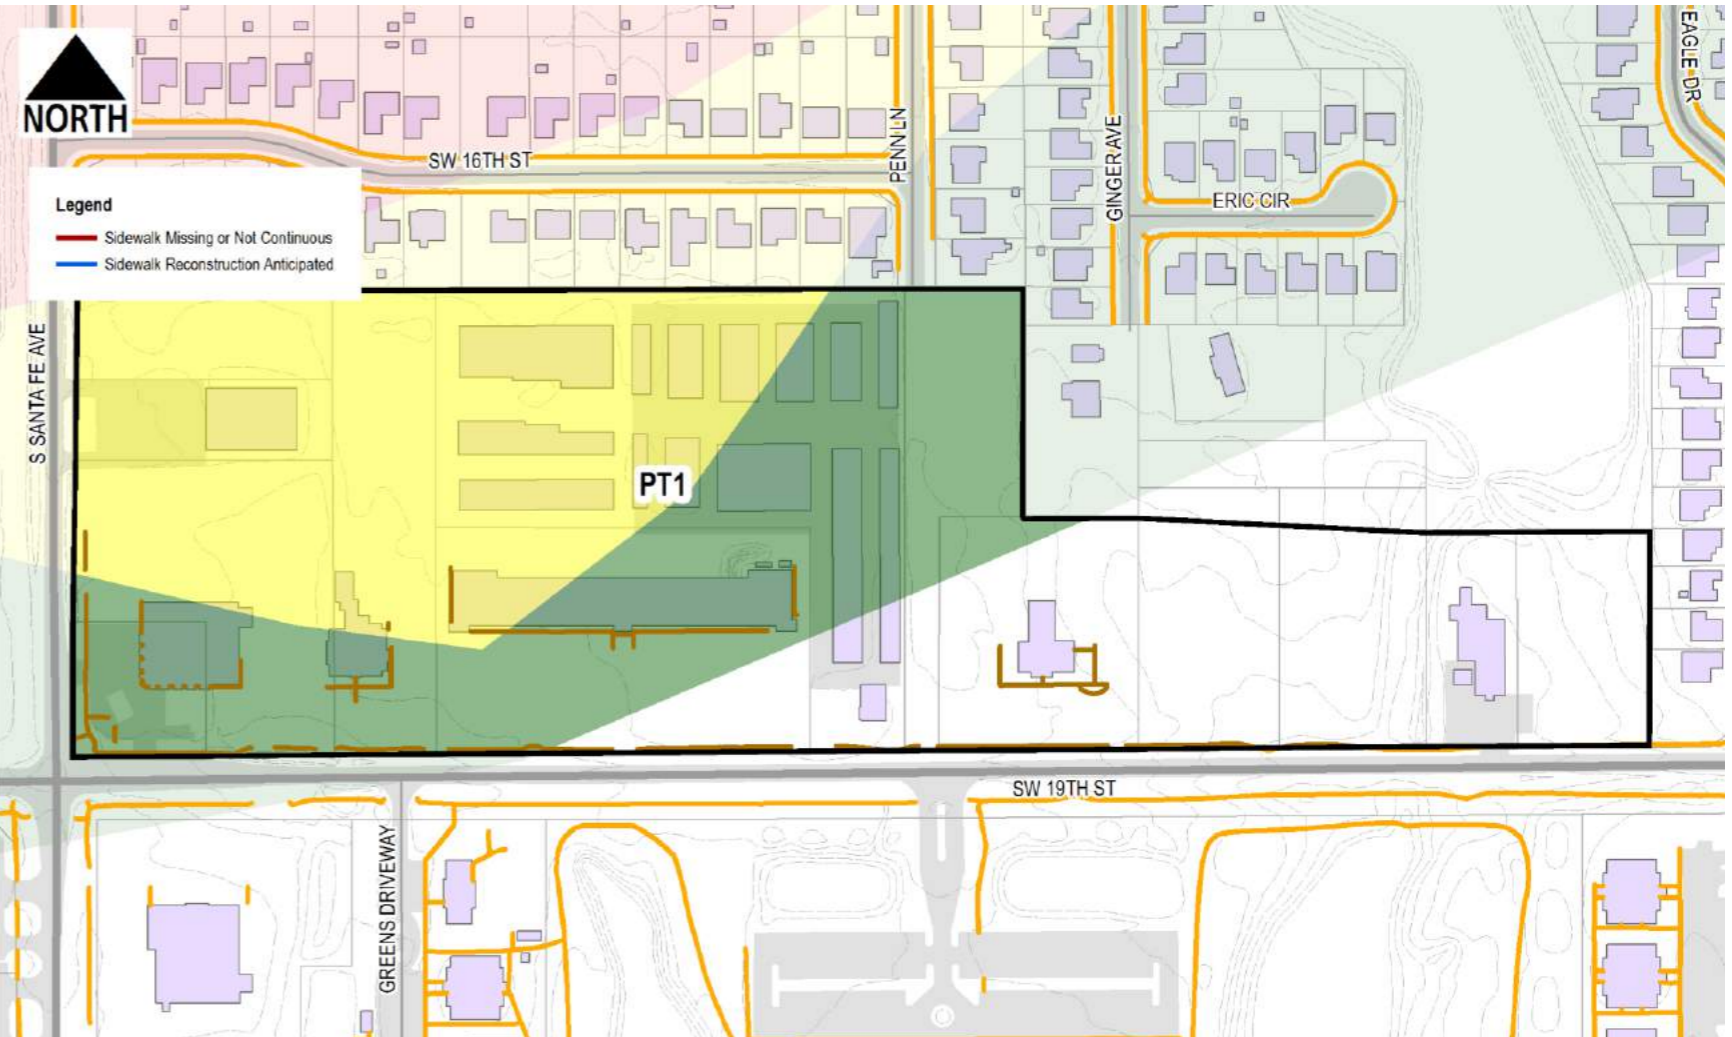 NORTH
Legend
Sidewalk Missing or Not Continuous
Sidewalk Reconstruction Anticipated
SW 16TH ST
PENN LN
GINGER AVE
ERIC CIR
EAGLE DR
S SANTA FE AVE
PT1
SW 19TH ST
GREENS DRIVEWAY